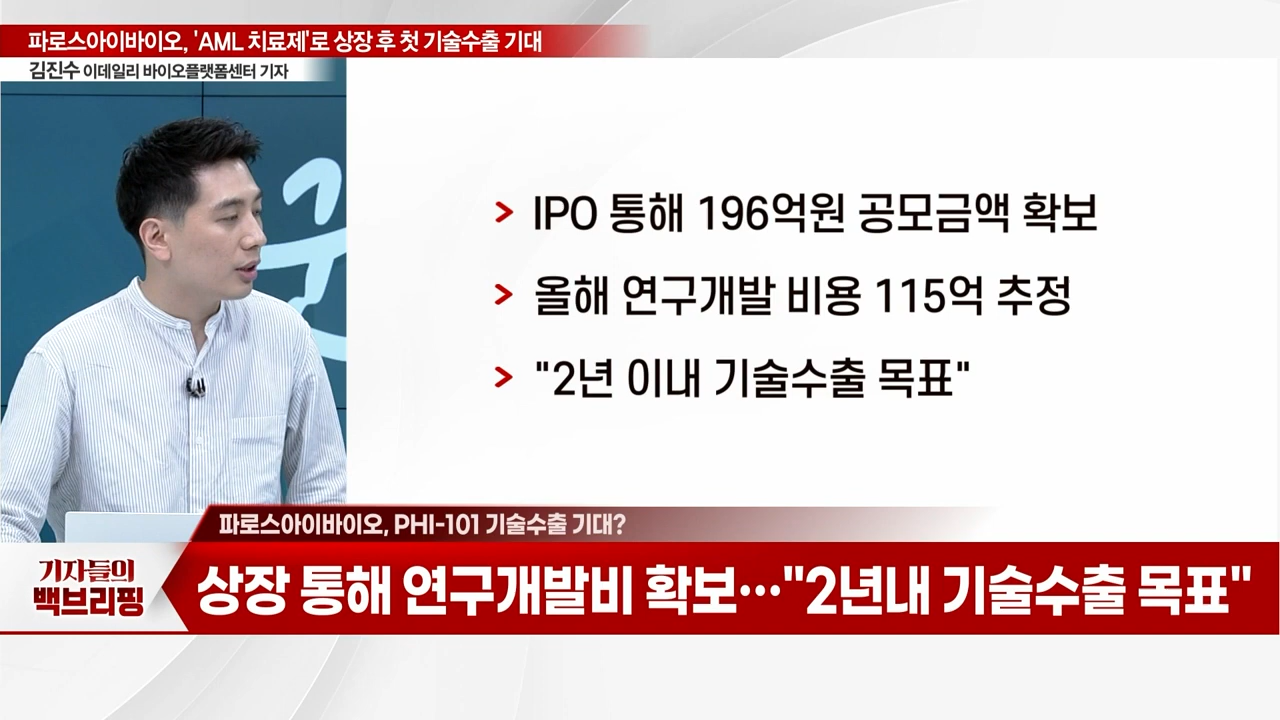 파로스아이바이오, 'AML 치료제'로 상장 후 첫 기술수출 기대
김진수 이데일리 바이오플랫폼센터 기자
> IPO 통해 196억원 공모금액 확보
> 올해 연구개발 비용 115억 추정
> "2년 이내 기술수출 목표"
파로스아이바이오, PHI-101 기술수출 기대?
기자들의
백브리핑
상장 통해 연구개발비 확보…"2년내 기술수출 목표"